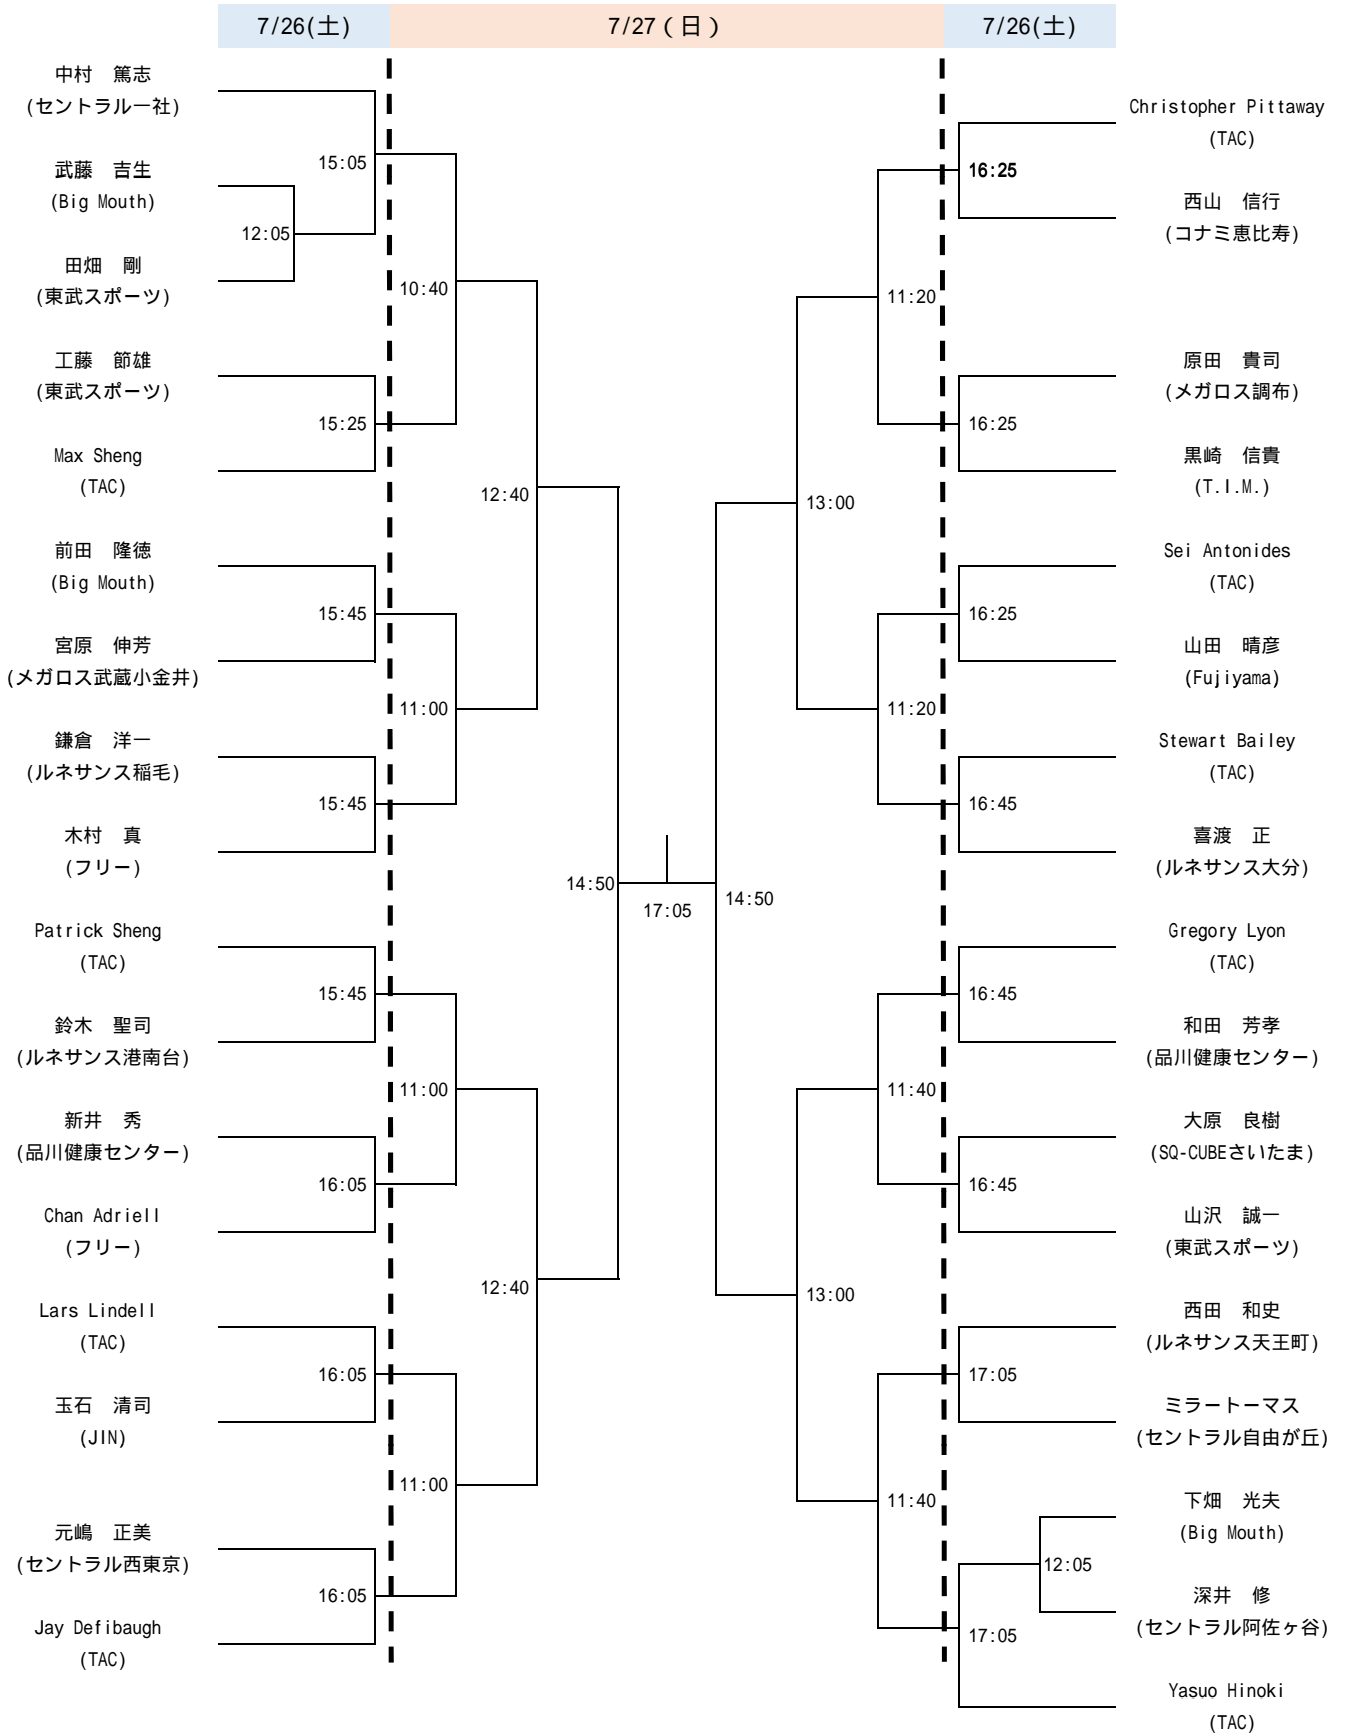 7/26(土)
7/27(日)
7/26(土)
中村　篤志
(セントラル一社)
15:05
武藤　吉生
(Big Mouth)
12:05
田畑　剛
(東武スポーツ)
10:40
工藤　節雄
(東武スポーツ)
15:25
Max Sheng
(TAC)
12:40
前田　隆徳
(Big Mouth)
15:45
宮原　伸芳
(メガロス武蔵小金井)
11:00
鎌倉　洋一
(ルネサンス稲毛)
15:45
木村　真
(フリー)
14:50
17:05
14:50
Patrick Sheng
(TAC)
15:45
鈴木　聖司
(ルネサンス港南台)
11:00
新井　秀
(品川健康センター)
16:05
Chan Adriell
(フリー)
12:40
Lars Lindell
(TAC)
16:05
玉石　清司
(JIN)
11:00
元嶋　正美
(セントラル西東京)
16:05
Jay Defibaugh
(TAC)
Christopher Pittaway
(TAC)
16:25
西山　信行
(コナミ恵比寿)
11:20
原田　貴司
(メガロス調布)
16:25
黒崎　信貴
(T.I.M.)
13:00
Sei Antonides
(TAC)
16:25
山田　晴彦
(Fujiyama)
11:20
Stewart Bailey
(TAC)
16:45
喜渡　正
(ルネサンス大分)
Gregory Lyon
(TAC)
16:45
和田　芳孝
(品川健康センター)
11:40
大原　良樹
(SQ-CUBEさいたま)
16:45
山沢　誠一
(東武スポーツ)
13:00
西田　和史
(ルネサンス天王町)
17:05
ミラートーマス
(セントラル自由が丘)
11:40
下畑　光夫
(Big Mouth)
12:05
深井　修
(セントラル阿佐ヶ谷)
17:05
Yasuo Hinoki
(TAC)